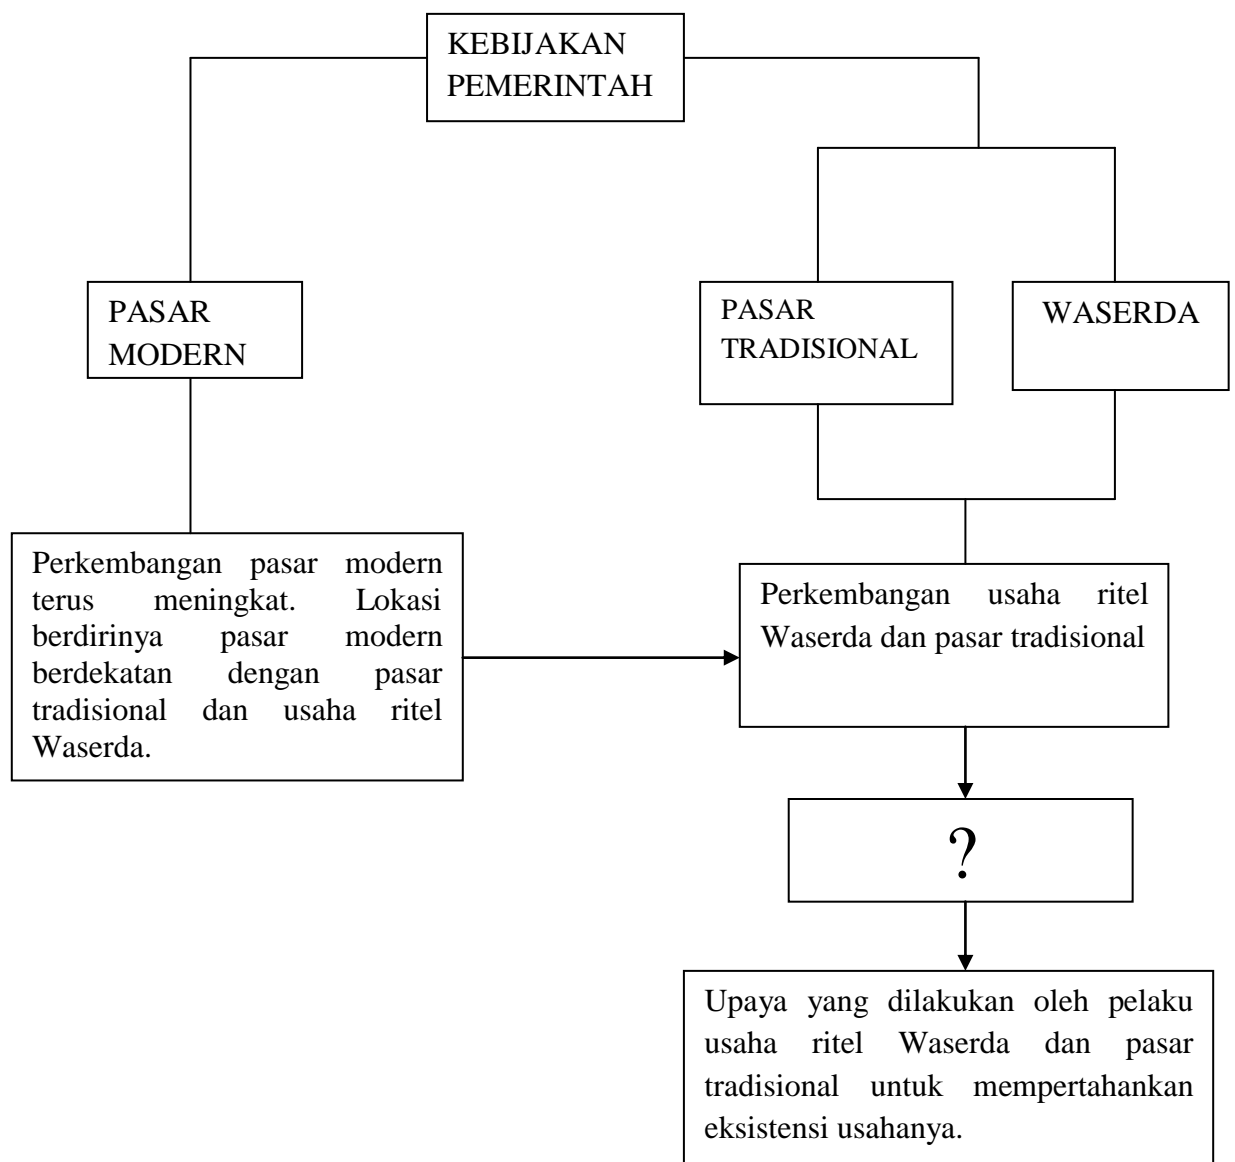 KEBIJAKAN
PEMERINTAH
PASAR
MODERN
PASAR
TRADISIONAL
WASERDA
Perkembangan pasar modern
terus meningkat. Lokasi
berdirinya pasar modern
berdekatan dengan pasar
tradisional dan usaha ritel
Waserda.
Perkembangan usaha ritel
Waserda dan pasar tradisional
?
Upaya yang dilakukan oleh pelaku
usaha ritel Waserda dan pasar
tradisional untuk mempertahankan
eksistensi usahanya.